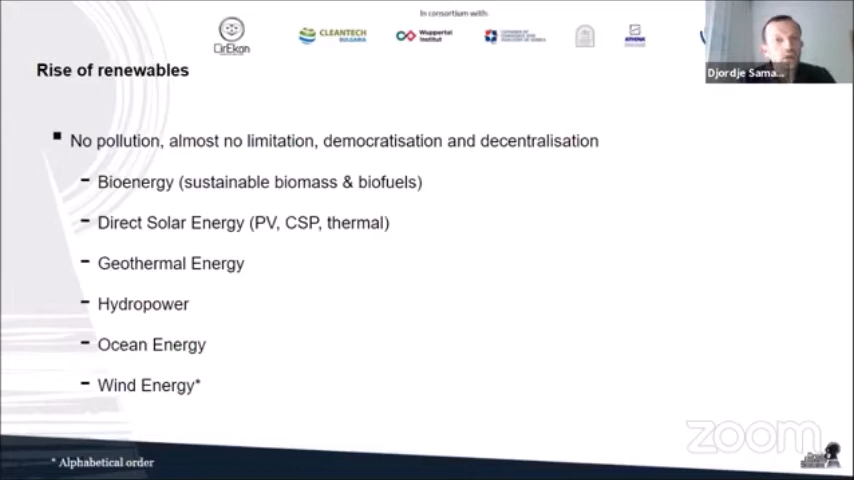 In consortium with:
CirEkon
CLEANTECH
BULGARIA
Wuppertal
Institut
ATHENA
Djordje Sama...
Rise of renewables
No pollution, almost no limitation, democratisation and decentralisation
- Bioenergy (sustainable biomass & biofuels)
- Direct Solar Energy (PV, CSP, thermal)
- Geothermal Energy
- Hydropower
- Ocean Energy
- Wind Energy*
zoom
* Alphabetical order